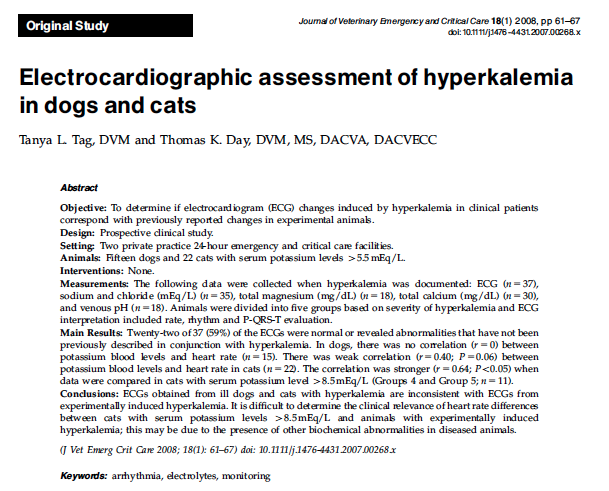 Original Study
Journal of Veterinary Emergency and Critical Care 18(1) 2008, pp 61–67
doi:10.1111/j.1476-4431.2007.00268.x
Electrocardiographic assessment of hyperkalemia
in dogs and cats
Tanya L. Tag, DVM and Thomas K. Day, DVM, MS, DACVA, DACVECC
Abstract
Objective: To determine if electrocardiogram (ECG) changes induced by hyperkalemia in clinical patients
correspond with previously reported changes in experimental animals.
Design: Prospective clinical study.
Setting: Two private practice 24-hour emergency and critical care facilities.
Animals: Fifteen dogs and 22 cats with serum potassium levels >5.5 mEq/L.
Interventions: None.
Measurements: The following data were collected when hyperkalemia was documented: ECG (n = 37),
sodium and chloride (mEq/L) (n = 35), total magnesium (mg/dL) (n = 18), total calcium (mg/dL) (n = 30),
and venous pH (n = 18). Animals were divided into five groups based on severity of hyperkalemia and ECG
interpretation included rate, rhythm and P-QRS-T evaluation.
Main Results: Twenty-two of 37 (59%) of the ECGs were normal or revealed abnormalities that have not been
previously described in conjunction with hyperkalemia. In dogs, there was no correlation (r = 0) between
potassium blood levels and heart rate (n = 15). There was weak correlation (r = 0.40; P = 0.06) between
potassium blood levels and heart rate in cats (n = 22). The correlation was stronger (r = 0.64; P <0.05) when
data were compared in cats with serum potassium level >8.5 mEq/L (Groups 4 and Group 5; n = 11).
Conclusions: ECGs obtained from ill dogs and cats with hyperkalemia are inconsistent with ECGs from
experimentally induced hyperkalemia. It is difficult to determine the clinical relevance of heart rate differences
between cats with serum potassium levels >8.5 mEq/L and animals with experimentally induced
hyperkalemia; this may be due to the presence of other biochemical abnormalities in diseased animals.
(J Vet Emerg Crit Care 2008; 18(1): 61–67) doi: 10.1111/j.1476-4431.2007.00268.x
Keywords: arrhythmia, electrolytes, monitoring